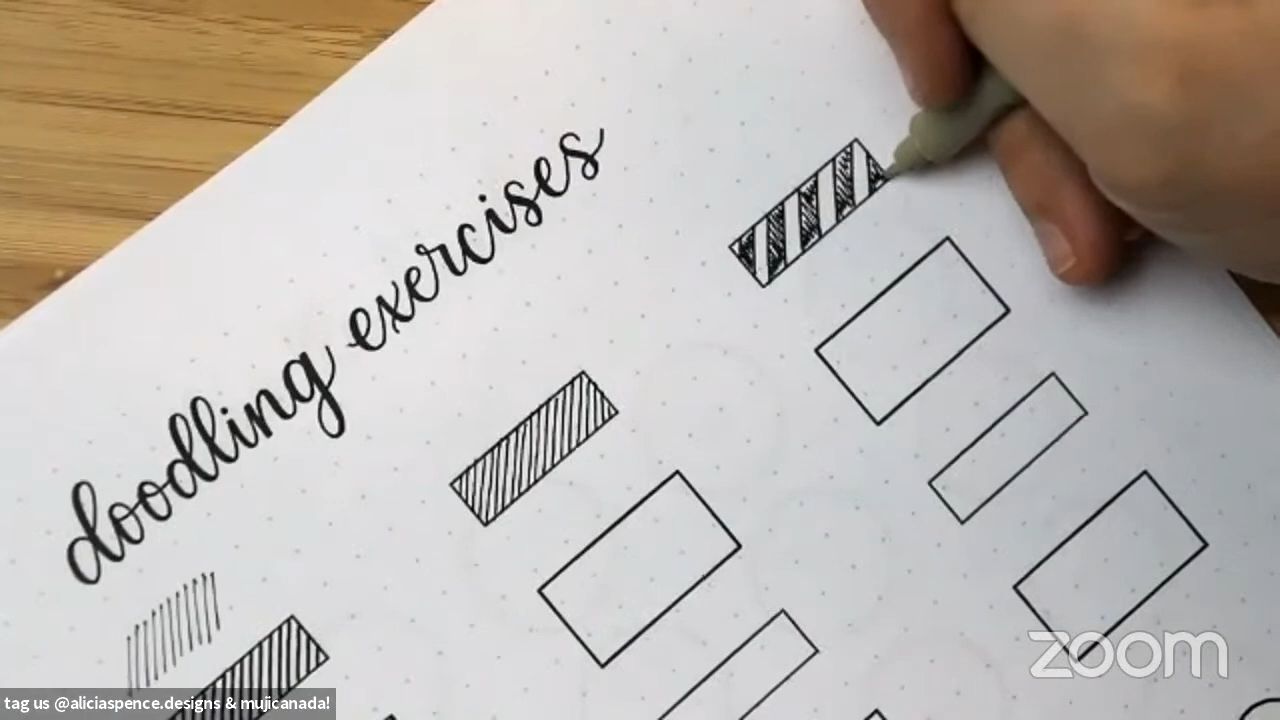 doodling exercises
zoom
tag us @aliciaspence.designs & mujicanada!